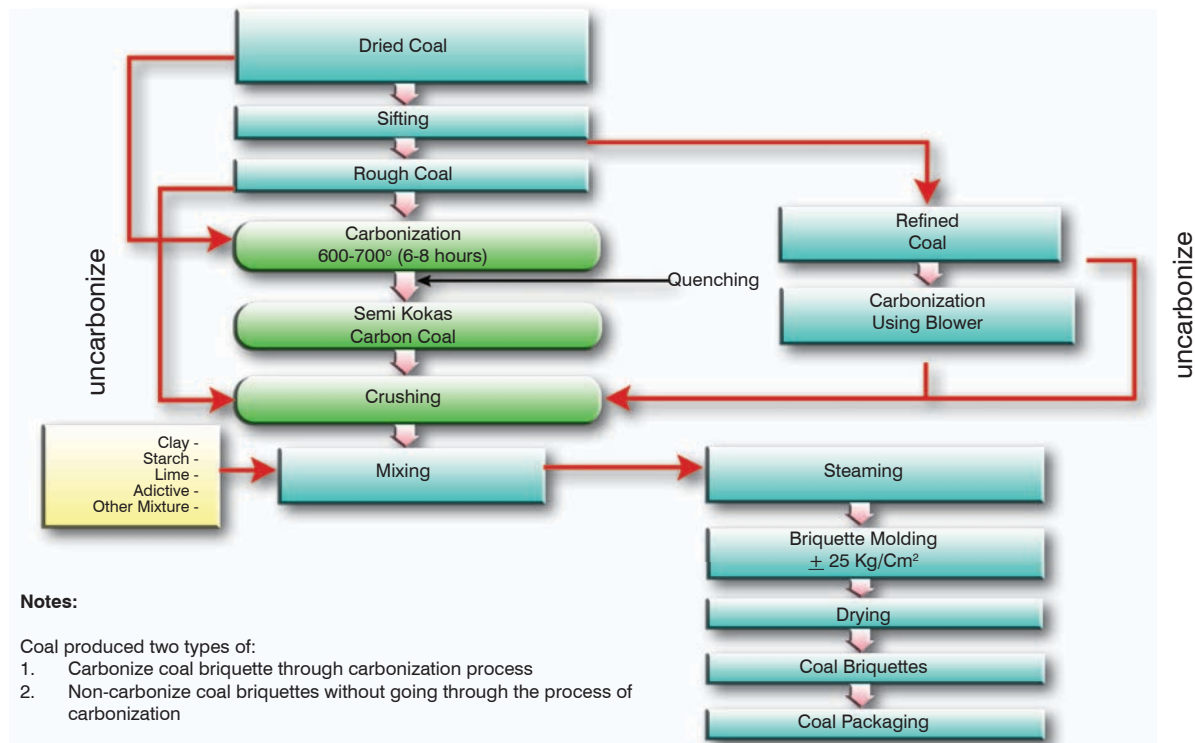 Dried Coal
Sifting
Rough Coal
Carbonization
600-700° (6-8 hours)
Quenching
Semi Kokas
Carbon Coal
Crushing
uncarbonize
Refined
Coal
Carbonization
Using Blower
uncarbonize
Clay -
Starch -
Lime -
Adictive -
Other Mixture -
Mixing
Steaming
Briquette Molding
± 25 Kg/Cm²
Drying
Coal Briquettes
Coal Packaging
Notes:
Coal produced two types of:
1. Carbonize coal briquette through carbonization process
2. Non-carbonize coal briquettes without going through the process of
carbonization